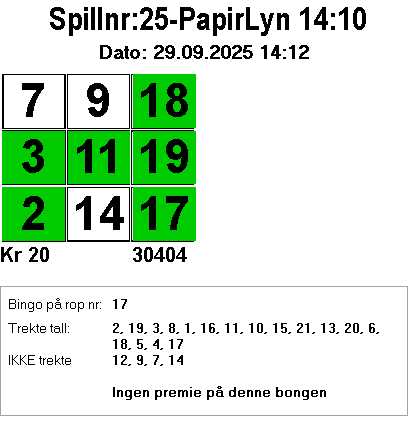 Spillnr:25-PapirLyn 14:10
Dato: 29.09.2025 14:12
7 9 18
3 11 19
2 14 17
Kr 20 30404
Bingo på rop nr: 17
Trekte tall: 2, 19, 3, 8, 1, 16, 11, 10, 15, 21, 13, 20, 6,
18, 5, 4, 17
IKKE trekte 12, 9, 7, 14
Ingen premie på denne bongen